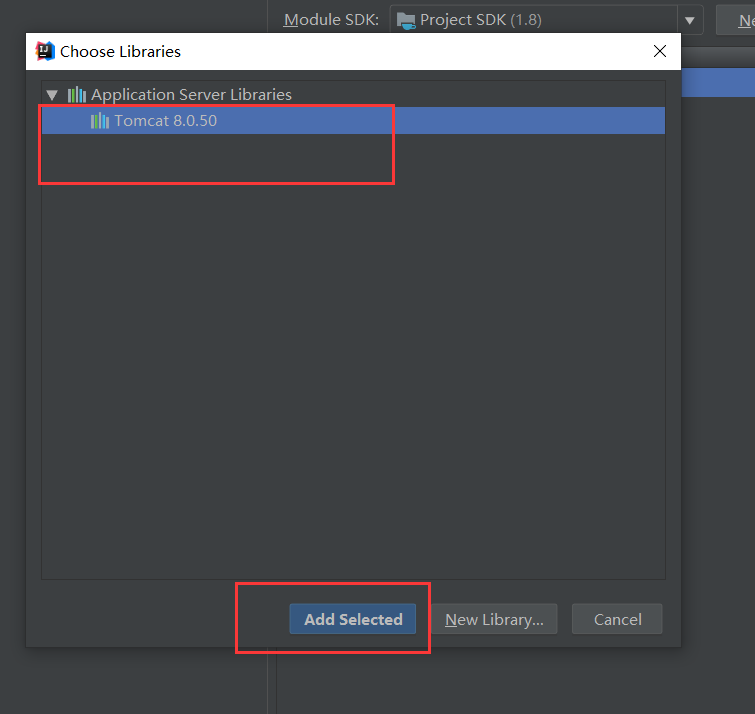 Module SDK: Project SDK (1.8)
Choose Libraries
Application Server Libraries
Tomcat 8.0.50
Add Selected New Library... Cancel